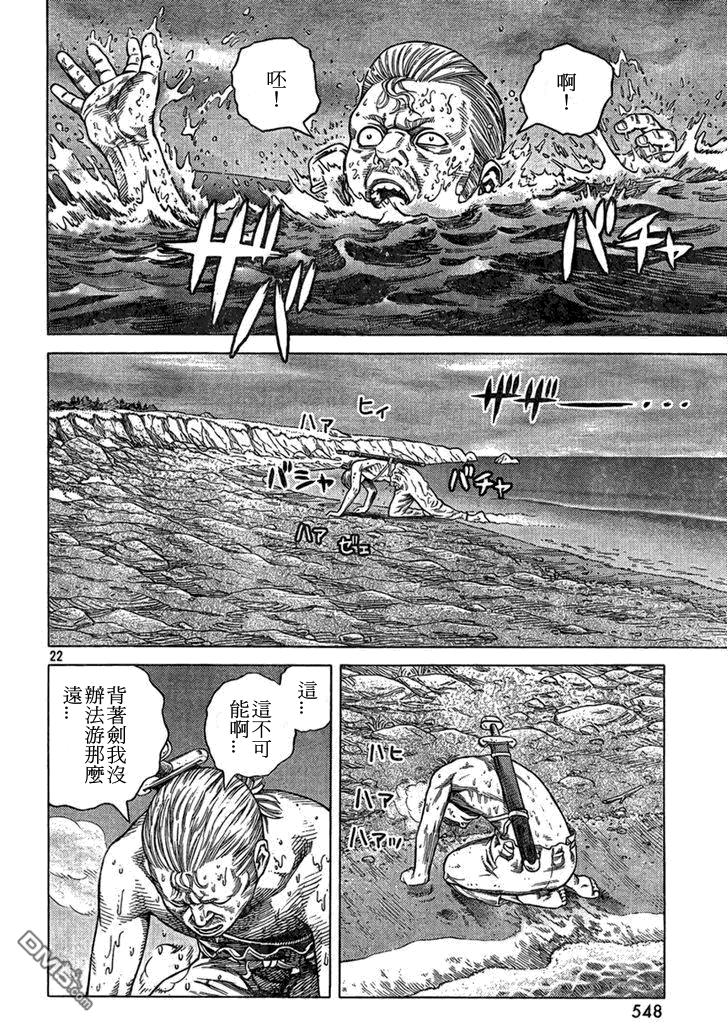 啊！
呸！
バチャ
ザバ
ザザ——・・・
ヒィ
ハァ
バシャ
バチャ
ハァ
ゼェ
22
ハヒ
ハァ
ハァッ
這…
這不可
能啊…
背著劍我沒
辦法游那麼
遠…
548